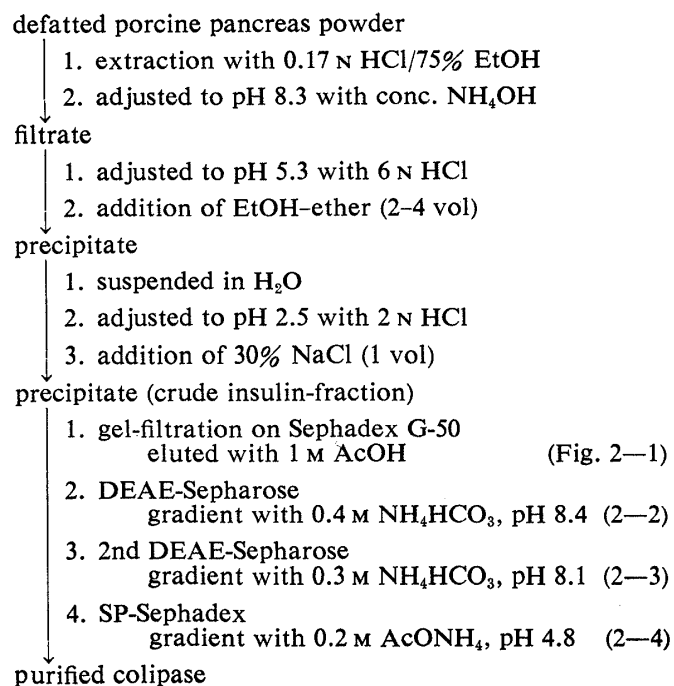 defatted porcine pancreas powder
1. extraction with 0.17 N HCl/75% EtOH
2. adjusted to pH 8.3 with conc. NH₄OH
filtrate
1. adjusted to pH 5.3 with 6 N HCl
2. addition of EtOH–ether (2–4 vol)
precipitate
1. suspended in H₂O
2. adjusted to pH 2.5 with 2 N HCl
3. addition of 30% NaCl (1 vol)
precipitate (crude insulin-fraction)
1. gel-filtration on Sephadex G-50
eluted with 1 M AcOH (Fig. 2—1)
2. DEAE-Sepharose
gradient with 0.4 M NH₄HCO₃, pH 8.4 (2—2)
3. 2nd DEAE-Sepharose
gradient with 0.3 M NH₄HCO₃, pH 8.1 (2—3)
4. SP-Sephadex
gradient with 0.2 M AcONH₄, pH 4.8 (2—4)
purified colipase